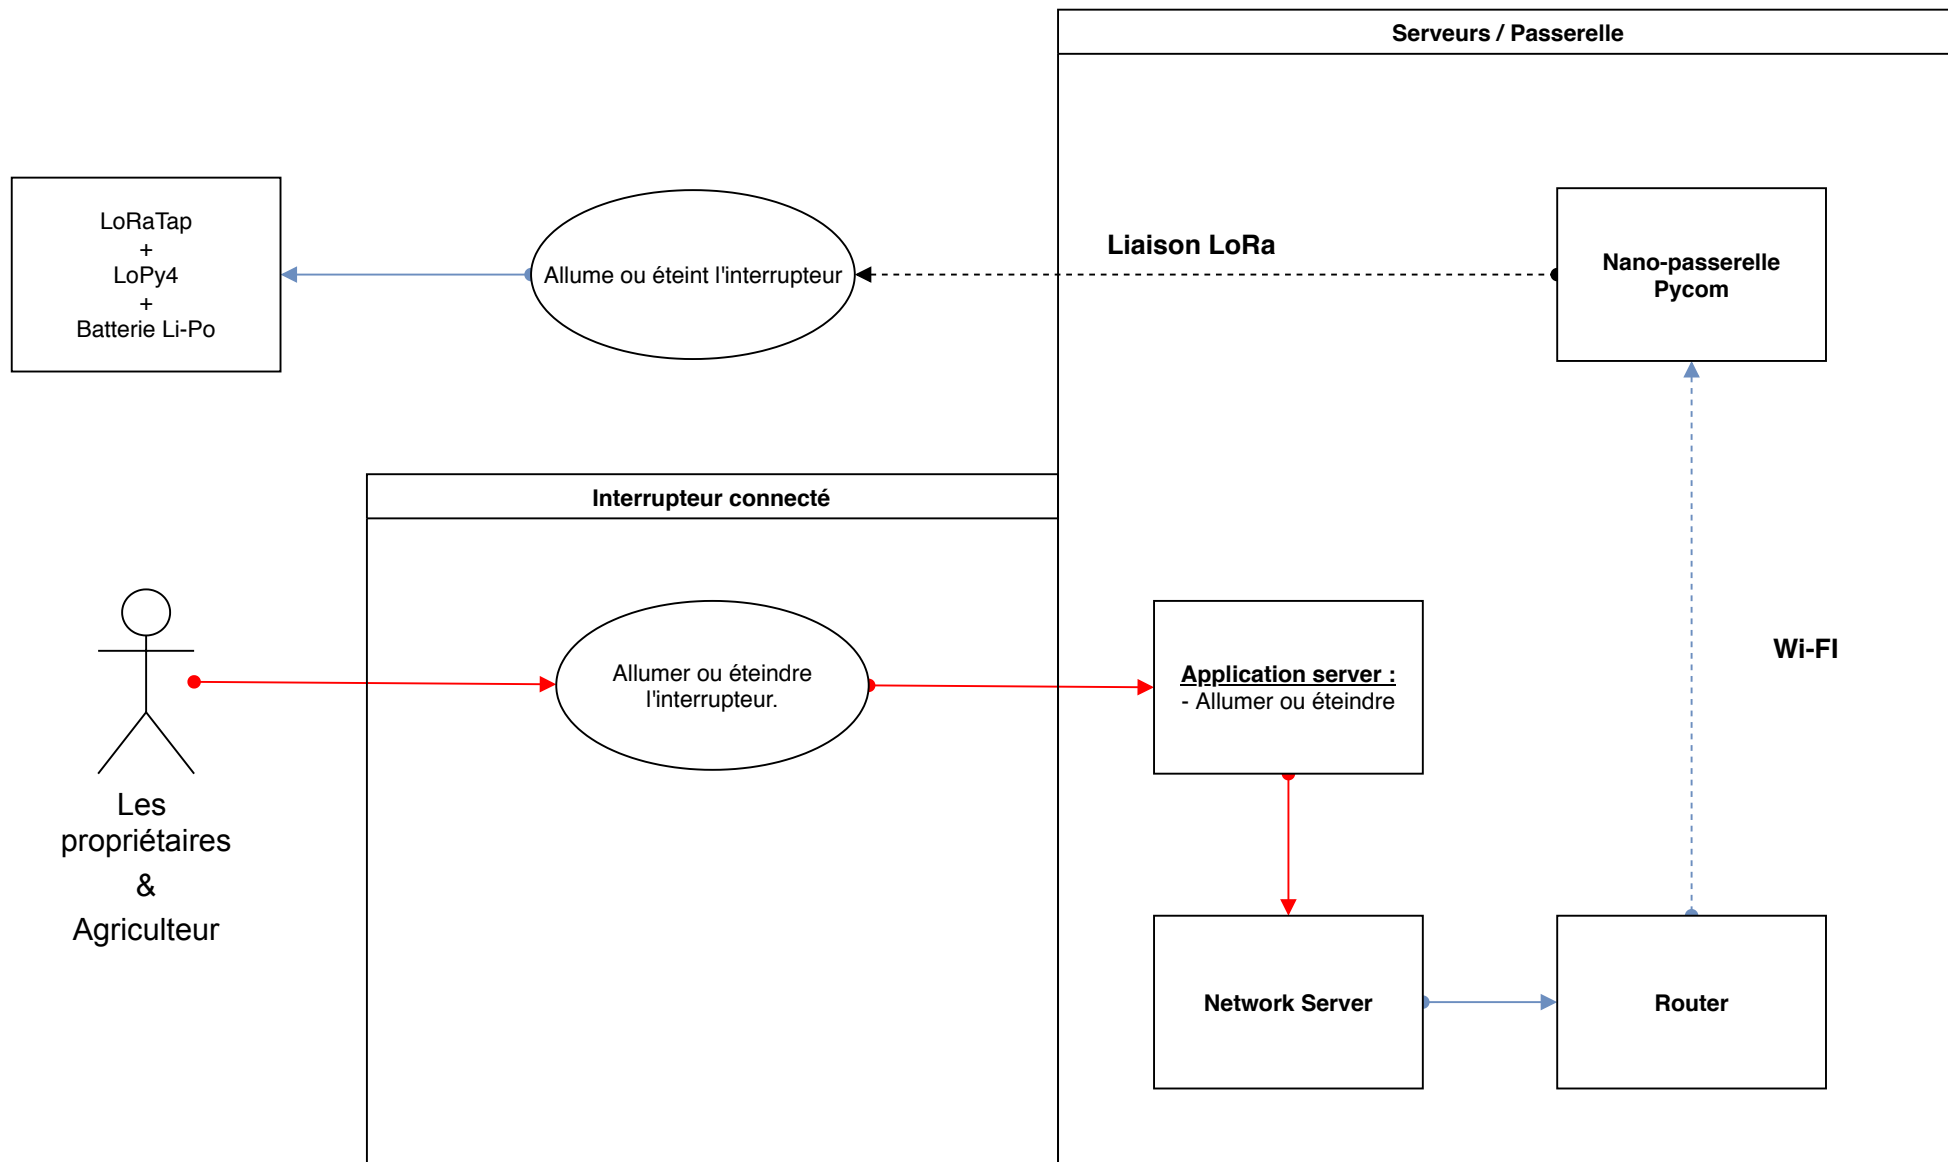 Serveurs / Passerelle
LoRaTap
+
LoPy4
+
Batterie Li-Po
Allume ou éteint l'interrupteur
Liaison LoRa
Nano-passerelle
Pycom
Interrupteur connecté
Allumer ou éteindre
l'interrupteur.
Application server :
- Allumer ou éteindre
Wi-FI
Les
propriétaires
&
Agriculteur
Network Server
Router